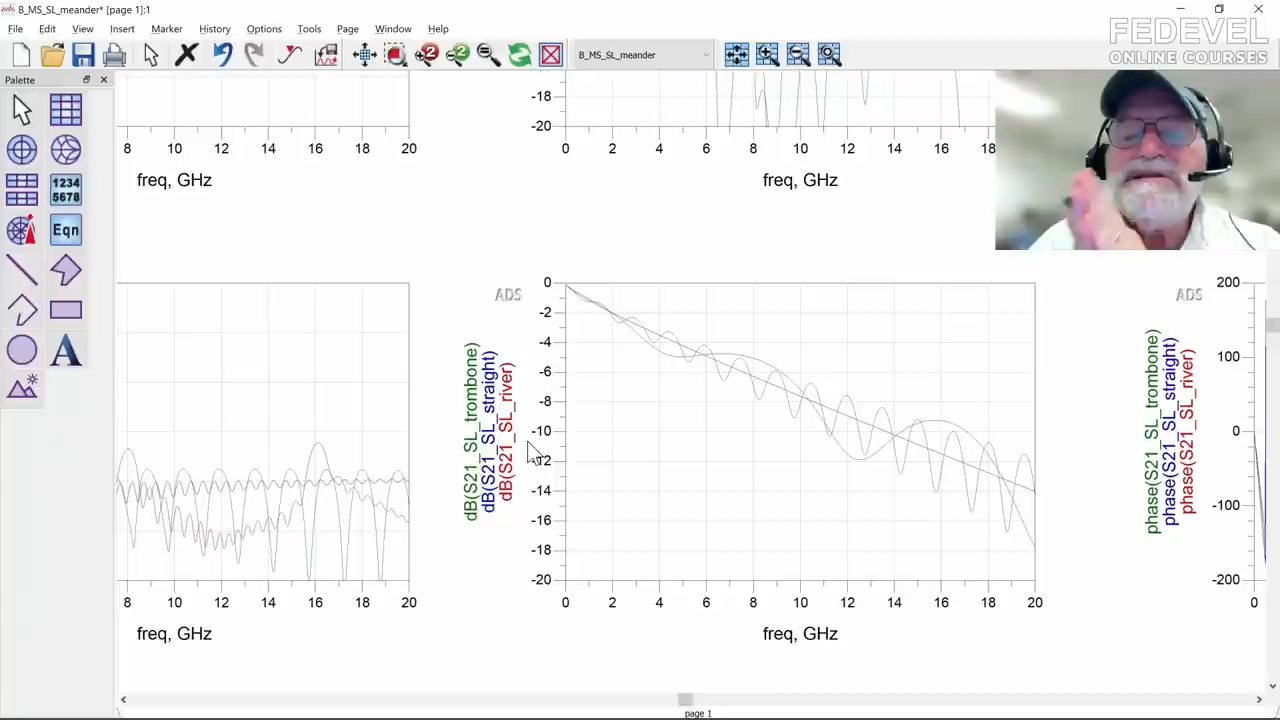 B_MS_SL_meander* [page 1]:1
File Edit View Insert Marker History Options Tools Page Window Help
FEDEVEL
ONLINE COURSES
B_MS_SL_meander
Palette
1234
5678
Eqn
8 10 12 14 16 18 20
freq, GHz
-18
-20
0 2 4 6 8 10 12 14 16 18
freq, GHz
8 10 12 14 16 18 20
freq, GHz
ADS
dB(S21_SL_trombone)
dB(S21_SL_straight)
dB(S21_SL_river)
0
-2
-4
-6
-8
-10
-12
-14
-16
-18
-20
0 2 4 6 8 10 12 14 16 18 20
freq, GHz
ADS
phase(S21_SL_trombone)
phase(S21_SL_straight)
phase(S21_SL_river)
200
100
0
-100
-200
0
page 1